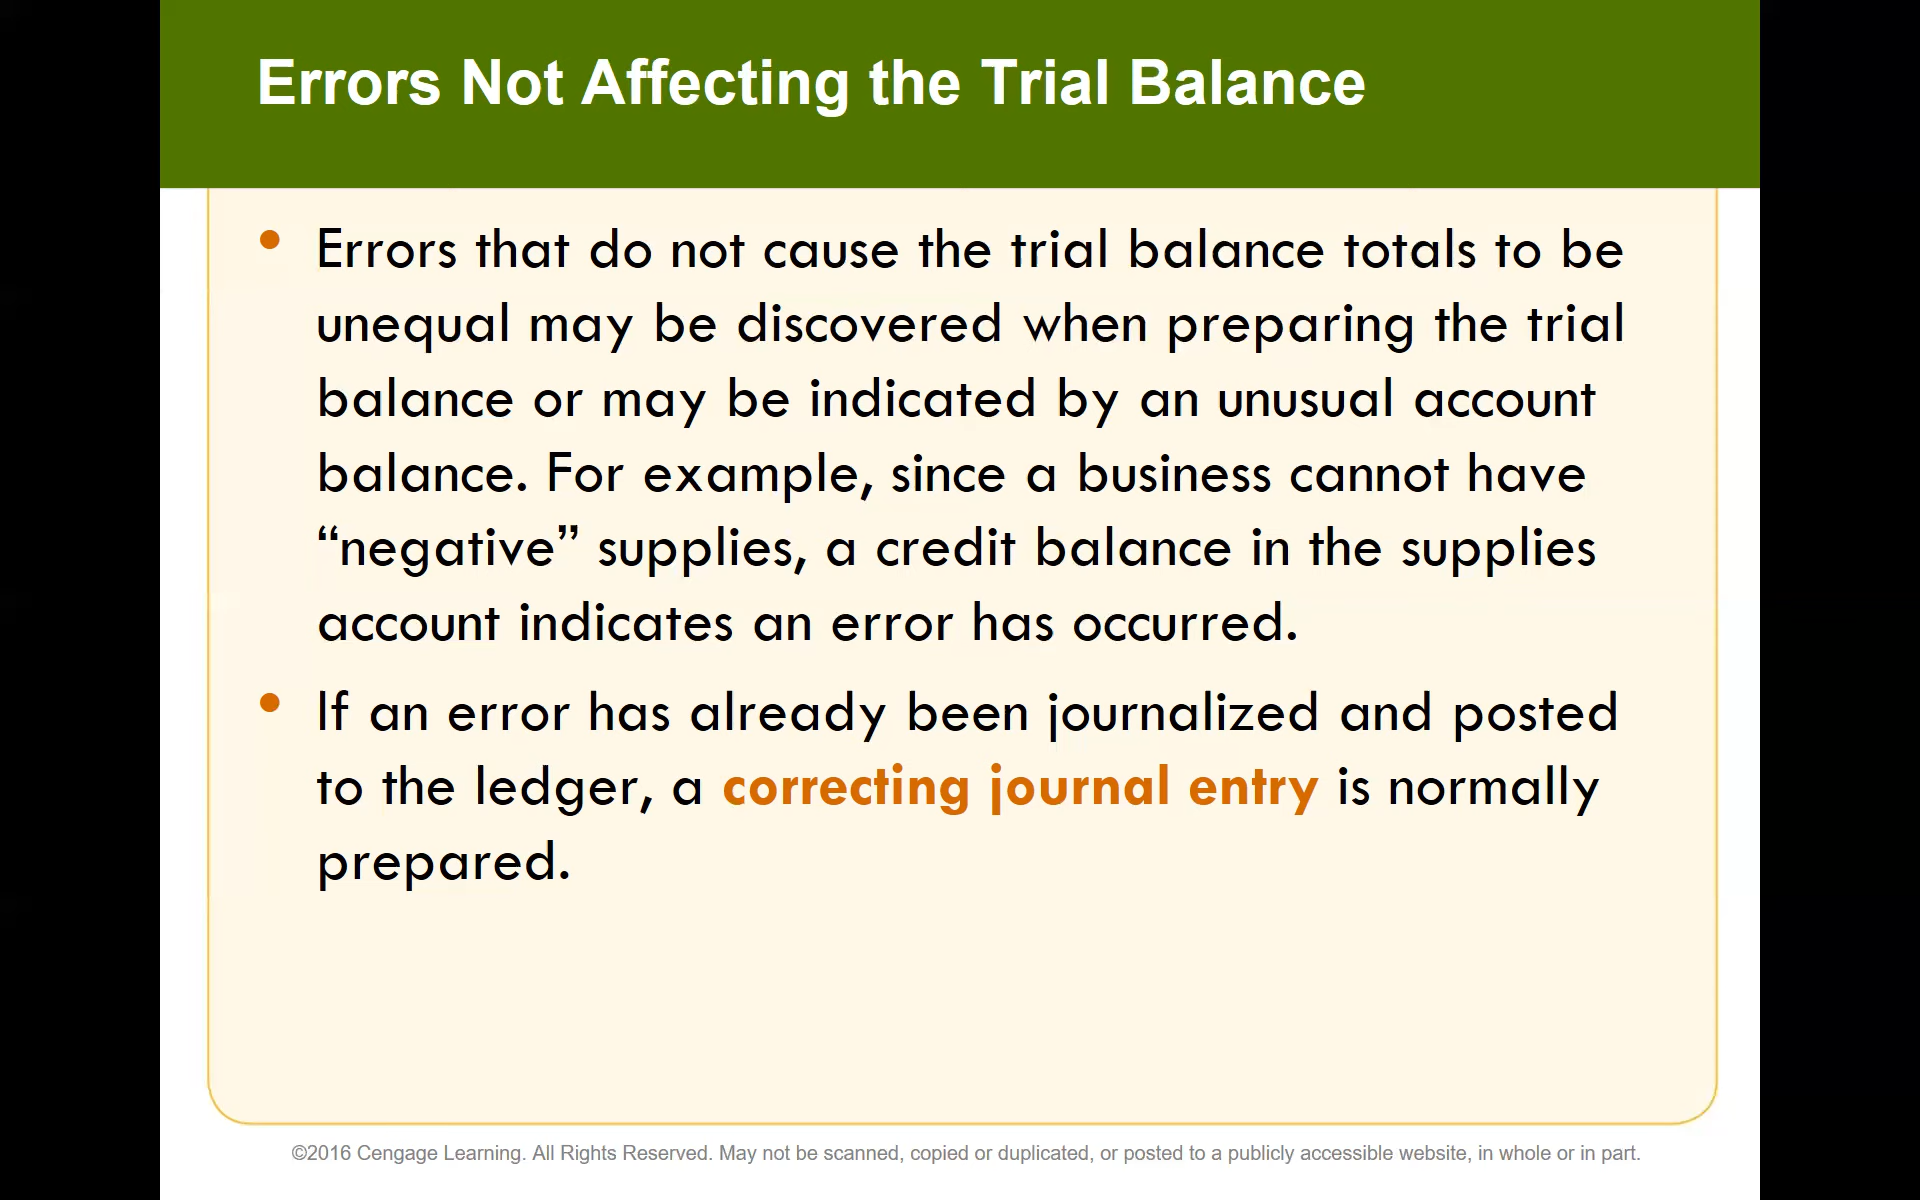 Errors Not Affecting the Trial Balance
• Errors that do not cause the trial balance totals to be
unequal may be discovered when preparing the trial
balance or may be indicated by an unusual account
balance. For example, since a business cannot have
“negative” supplies, a credit balance in the supplies
account indicates an error has occurred.
• If an error has already been journalized and posted
to the ledger, a correcting journal entry is normally
prepared.
©2016 Cengage Learning. All Rights Reserved. May not be scanned, copied or duplicated, or posted to a publicly accessible website, in whole or in part.